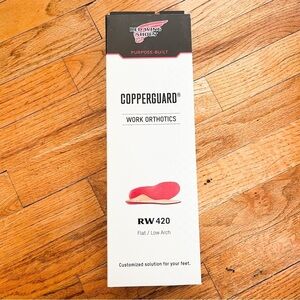 RED WING
SHOES
PURPOSE-BUILT
COPPERGUARD®
WORK ORTHOTICS
RW 420
Flat / Low Arch
Customized solution for your feet.